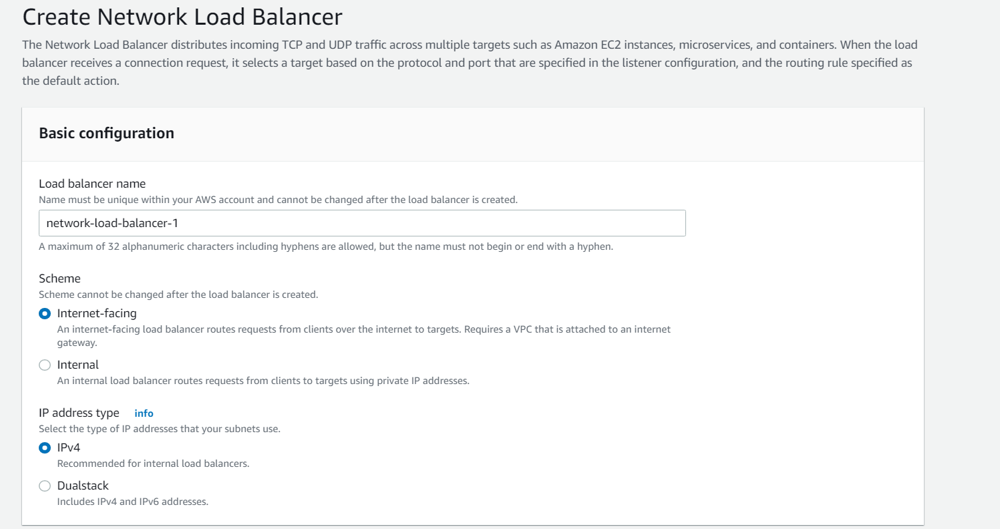 Create Network Load Balancer
The Network Load Balancer distributes incoming TCP and UDP traffic across multiple targets such as Amazon EC2 instances, microservices, and containers. When the load
balancer receives a connection request, it selects a target based on the protocol and port that are specified in the listener configuration, and the routing rule specified as
the default action.
Basic configuration
Load balancer name
Name must be unique within your AWS account and cannot be changed after the load balancer is created.
network-load-balancer-1
A maximum of 32 alphanumeric characters including hyphens are allowed, but the name must not begin or end with a hyphen.
Scheme
Scheme cannot be changed after the load balancer is created.
Internet-facing
An internet-facing load balancer routes requests from clients over the internet to targets. Requires a VPC that is attached to an internet
gateway.
Internal
An internal load balancer routes requests from clients to targets using private IP addresses.
IP address type info
Select the type of IP addresses that your subnets use.
IPv4
Recommended for internal load balancers.
Dualstack
Includes IPv4 and IPv6 addresses.